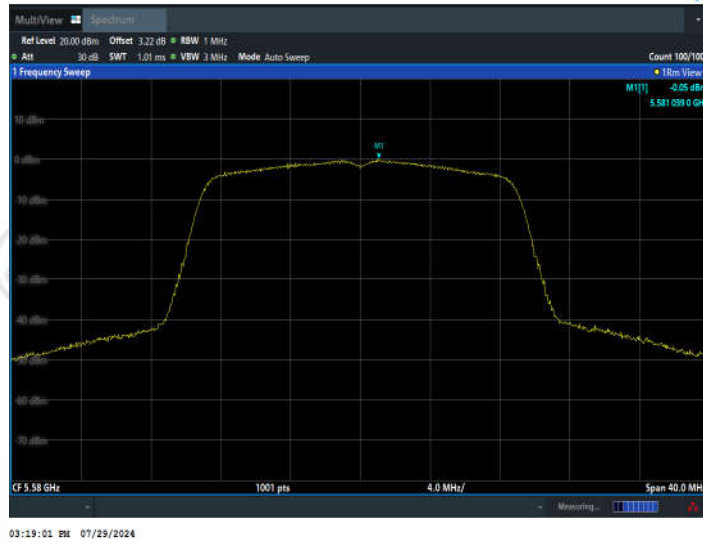 MultiView Spectrum
Ref Level 20.00 dBm Offset 3.22 dB RBW 1 MHz
Att 30 dB SWT 1.01 ms VBW 3 MHz Mode Auto Sweep Count 100/100
1 Frequency Sweep 1Rm View
M1[1] -0.05 dBm
5.581 039 0 GH
M1
10 dBm
0 dBm
-10 dBm
-20 dBm
-30 dBm
-40 dBm
-50 dBm
-60 dBm
-70 dBm
CF 5.58 GHz 1001 pts 4.0 MHz/ Span 40.0 MH
Measuring...
03:19:01 PM 07/29/2024